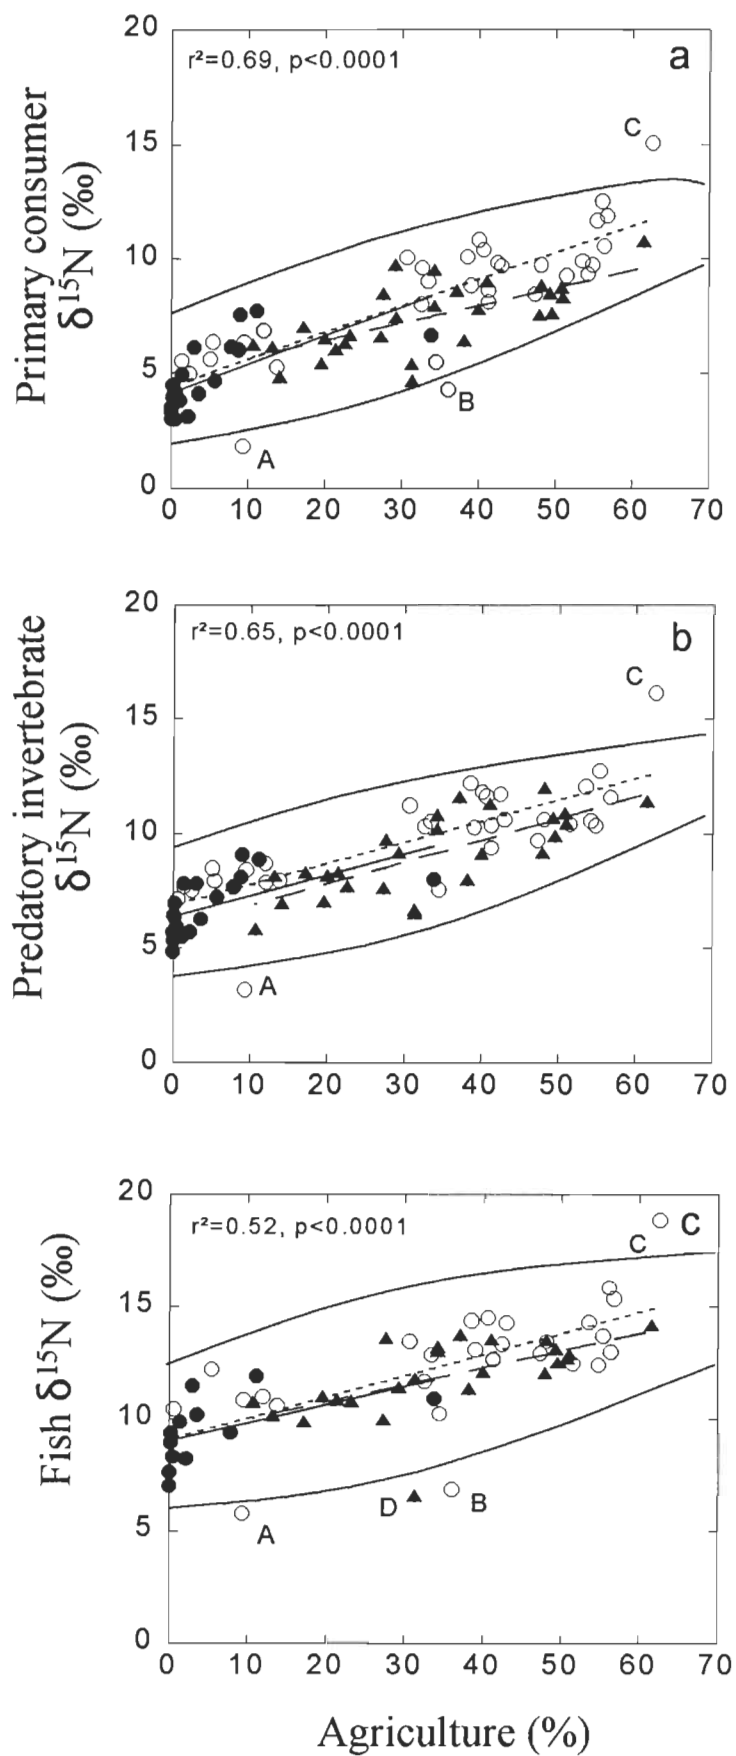 20
r²=0.69, p<0.0001
a
C
15
10
5
B
A
0
0 10 20 30 40 50 60 70
Primary consumer
δ¹⁵N (‰)
20
r²=0.65, p<0.0001
b
C
15
10
5
A
0
0 10 20 30 40 50 60 70
Predatory invertebrate
δ¹⁵N (‰)
20
r²=0.52, p<0.0001
C
C
15
10
5
D
B
A
0
0 10 20 30 40 50 60 70
Fish δ¹⁵N (‰)
Agriculture (%)